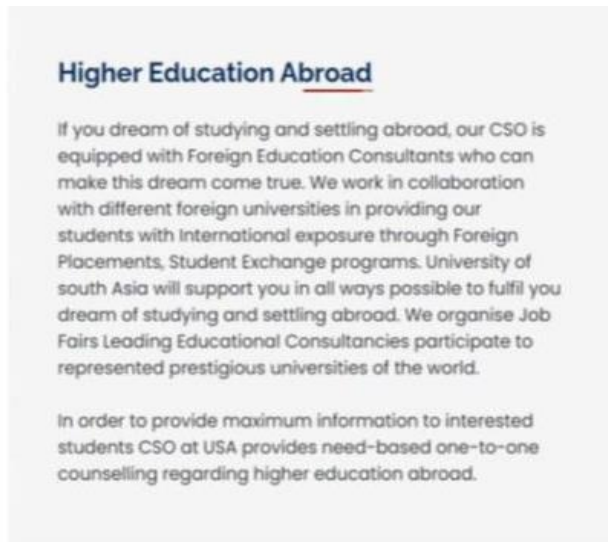 Higher Education Abroad
If you dream of studying and settling abroad, our CSO is
equipped with Foreign Education Consultants who can
make this dream come true. We work in collaboration
with different foreign universities in providing our
students with International exposure through Foreign
Placements, Student Exchange programs. University of
south Asia will support you in all ways possible to fulfil you
dream of studying and settling abroad. We organise Job
Fairs Leading Educational Consultancies participate to
represented prestigious universities of the world.
In order to provide maximum information to interested
students CSO at USA provides need-based one-to-one
counselling regarding higher education abroad.